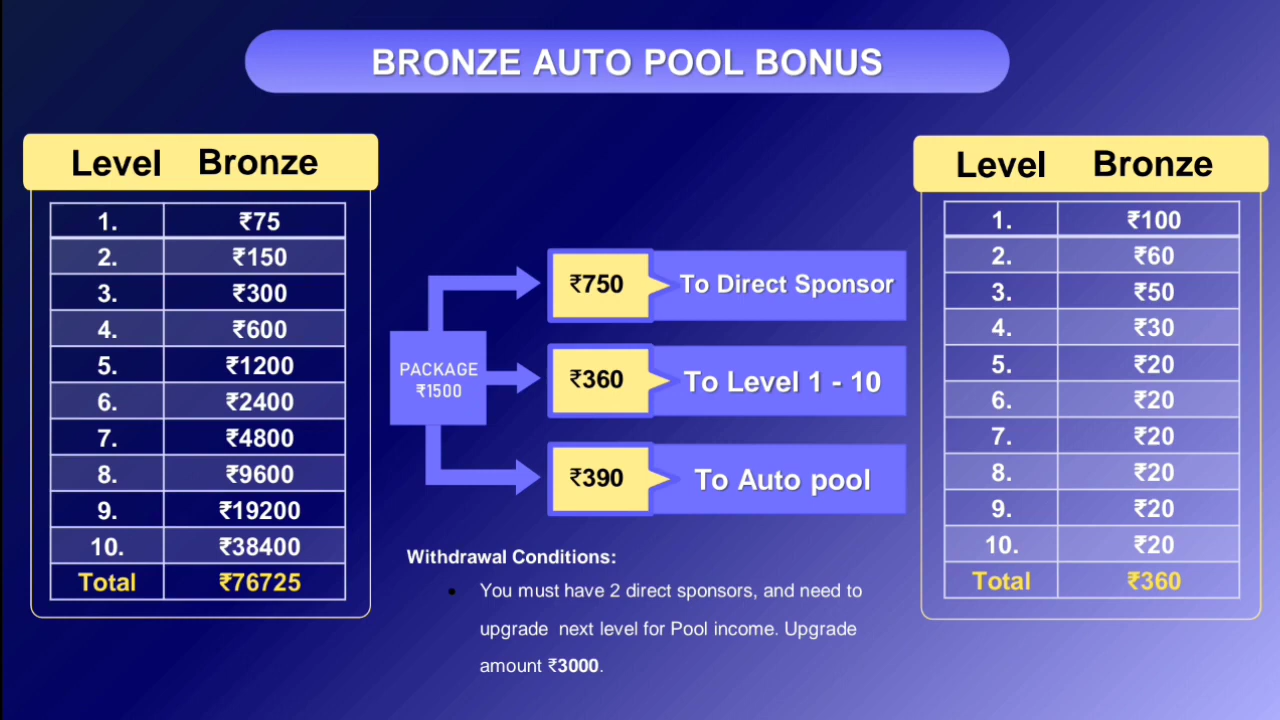 BRONZE AUTO POOL BONUS
Level Bronze
1. ₹75
2. ₹150
3. ₹300
4. ₹600
5. ₹1200
6. ₹2400
7. ₹4800
8. ₹9600
9. ₹19200
10. ₹38400
Total ₹76725
PACKAGE
₹1500
₹750 To Direct Sponsor
₹360 To Level 1 - 10
₹390 To Auto pool
Withdrawal Conditions:
• You must have 2 direct sponsors, and need to
upgrade next level for Pool income. Upgrade
amount ₹3000.
Level Bronze
1. ₹100
2. ₹60
3. ₹50
4. ₹30
5. ₹20
6. ₹20
7. ₹20
8. ₹20
9. ₹20
10. ₹20
Total ₹360